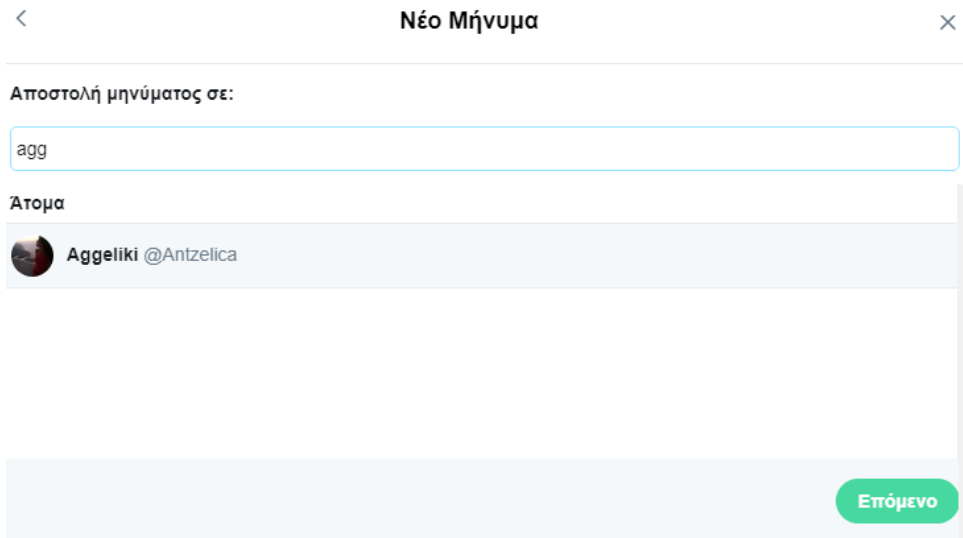 Νέο Μήνυμα
Αποστολή μηνύματος σε:
agg
Άτομα
Aggeliki @Antzelica
Επόμενο